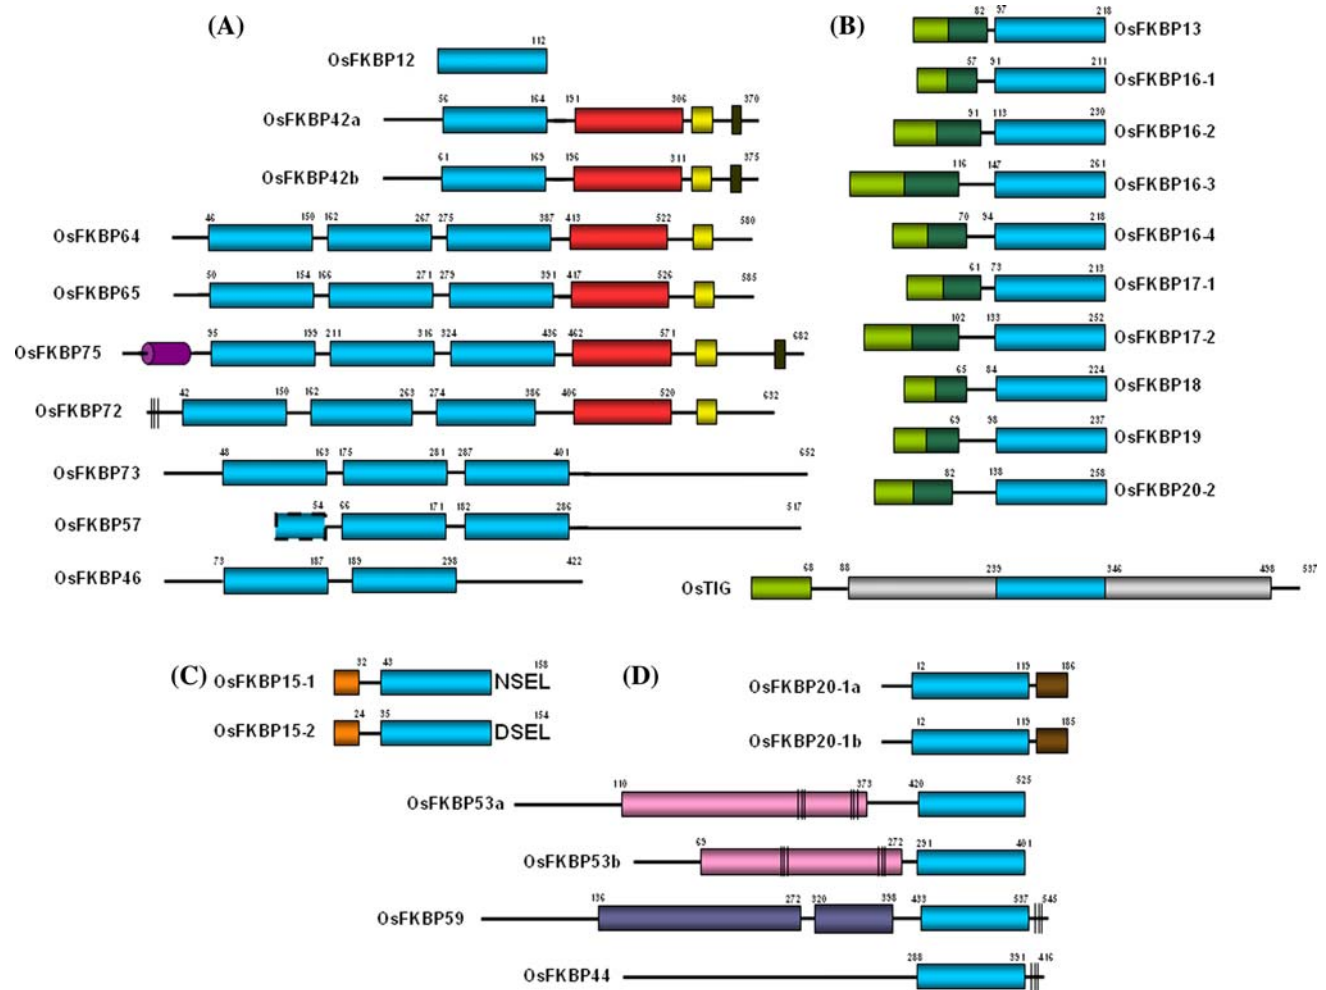 (A)
112
OsFKBP12
56 164 191 306 370
OsFKBP42a
61 169 196 311 375
OsFKBP42b
46 150 162 267 275 387 413 522 580
OsFKBP64
50 154 166 271 279 391 417 526 585
OsFKBP65
95 199 211 316 324 436 462 571 682
OsFKBP75
42 150 162 263 274 386 406 520 632
OsFKBP72
48 163 175 281 287 401 652
OsFKBP73
54 66 171 182 286 517
OsFKBP57
73 187 189 298 422
OsFKBP46
(B)
82 97 218
OsFKBP13
57 91 211
OsFKBP16-1
91 113 230
OsFKBP16-2
116 147 261
OsFKBP16-3
70 94 218
OsFKBP16-4
61 73 213
OsFKBP17-1
102 133 252
OsFKBP17-2
65 84 224
OsFKBP18
69 98 237
OsFKBP19
82 138 258
OsFKBP20-2
68 88 239 346 438 537
OsTIG
(C)
32 43 158
OsFKBP15-1 NSEL
24 35 154
OsFKBP15-2 DSEL
(D)
12 119 186
OsFKBP20-1a
12 119 185
OsFKBP20-1b
110 373 420 525
OsFKBP53a
69 272 291 401
OsFKBP53b
136 272 320 398 433 537 545
OsFKBP59
288 391 416
OsFKBP44